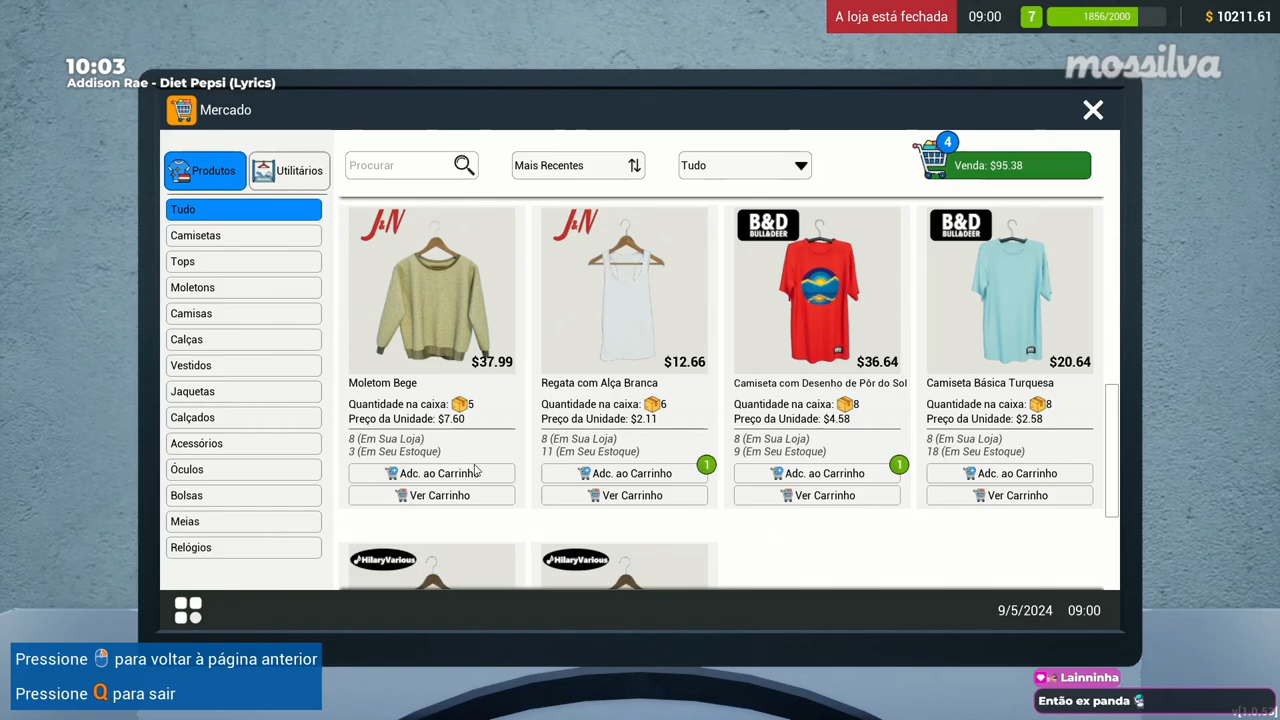 A loja está fechada
09:00
7
1856/2000
$ 10211.61
10:03
Addison Rae - Diet Pepsi (Lyrics)
mossilva
Mercado
Produtos
Utilitários
Procurar
Mais Recentes
Tudo
4
Venda: $95.38
Tudo
Camisetas
Tops
Moletons
Camisas
Calças
Vestidos
Jaquetas
Calçados
Acessórios
Óculos
Bolsas
Meias
Relógios
J&N
$37.99
Moletom Bege
Quantidade na caixa: 5
Preço da Unidade: $7.60
8 (Em Sua Loja)
3 (Em Seu Estoque)
Adc. ao Carrinho
Ver Carrinho
J&N
$12.66
Regata com Alça Branca
Quantidade na caixa: 6
Preço da Unidade: $2.11
8 (Em Sua Loja)
11 (Em Seu Estoque)
1
Adc. ao Carrinho
Ver Carrinho
B&D
BULL&DEER
$36.64
Camiseta com Desenho de Pôr do Sol
Quantidade na caixa: 8
Preço da Unidade: $4.58
8 (Em Sua Loja)
9 (Em Seu Estoque)
1
Adc. ao Carrinho
Ver Carrinho
B&D
BULL&DEER
$20.64
Camiseta Básica Turquesa
Quantidade na caixa: 8
Preço da Unidade: $2.58
8 (Em Sua Loja)
18 (Em Seu Estoque)
Adc. ao Carrinho
Ver Carrinho
HilaryVarious
HilaryVarious
9/5/2024 09:00
Pressione para voltar à página anterior
Pressione Q para sair
Lainninha
Então ex panda